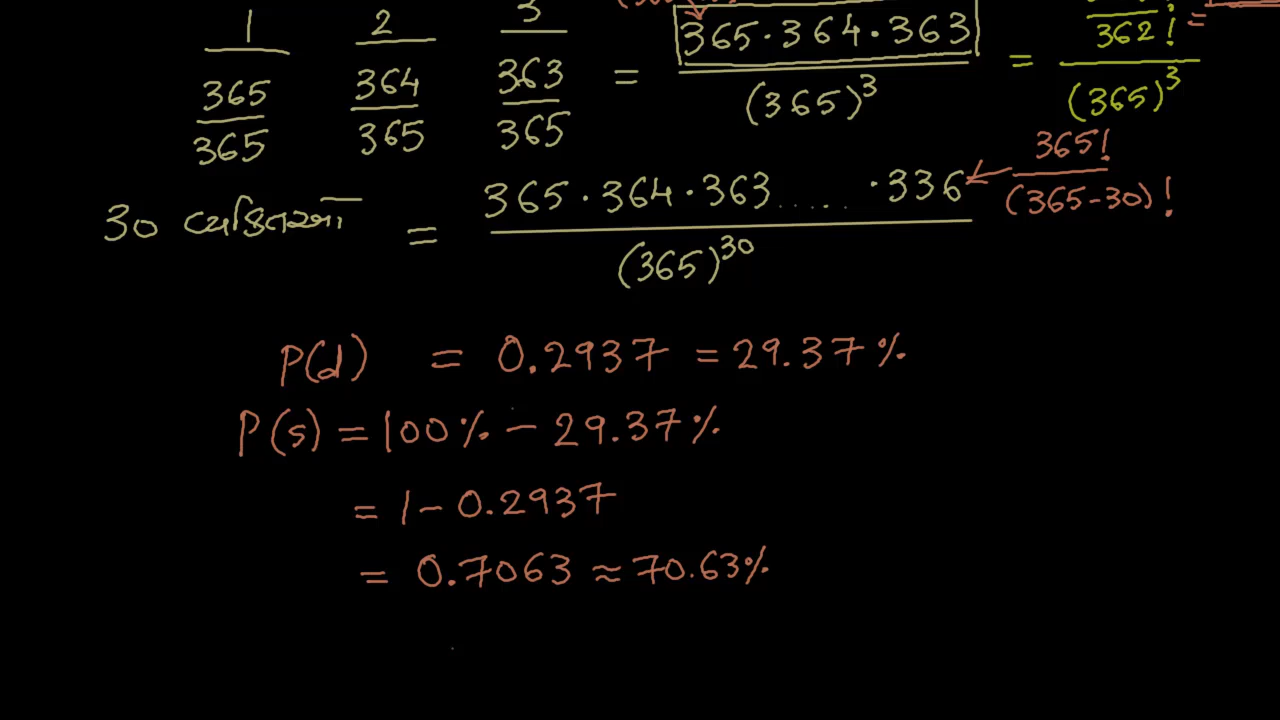 1 2 3
365/365 364/365 363/365 = 365·364·363/(365)^3 = 362!/(365)^3
30 = 365·364·363.....·336/(365)^30 ← 365!/(365-30)!
P(d) = 0.2937 = 29.37%
P(s) = 100% - 29.37%
= 1 - 0.2937
= 0.7063 ≈ 70.63%